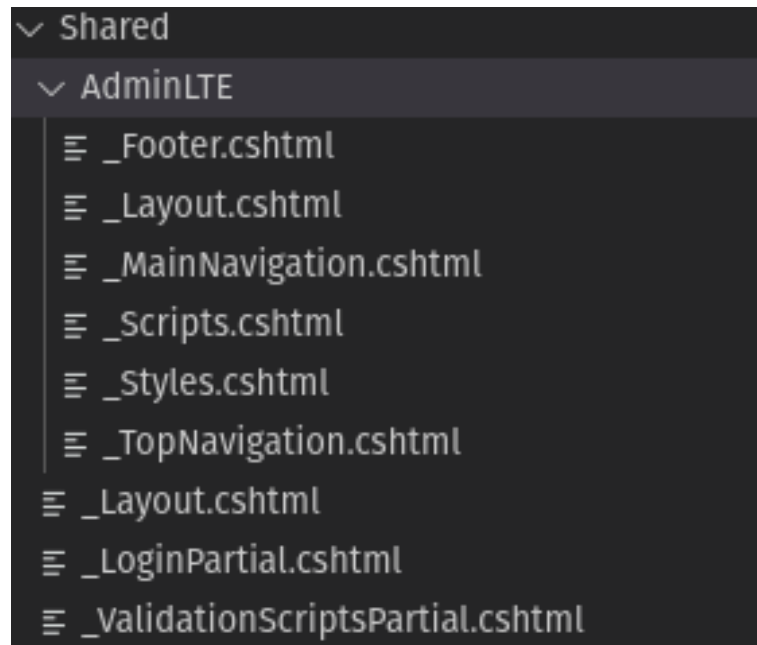 Shared
AdminLTE
_Footer.cshtml
_Layout.cshtml
_MainNavigation.cshtml
_Scripts.cshtml
_Styles.cshtml
_TopNavigation.cshtml
_Layout.cshtml
_LoginPartial.cshtml
_ValidationScriptsPartial.cshtml